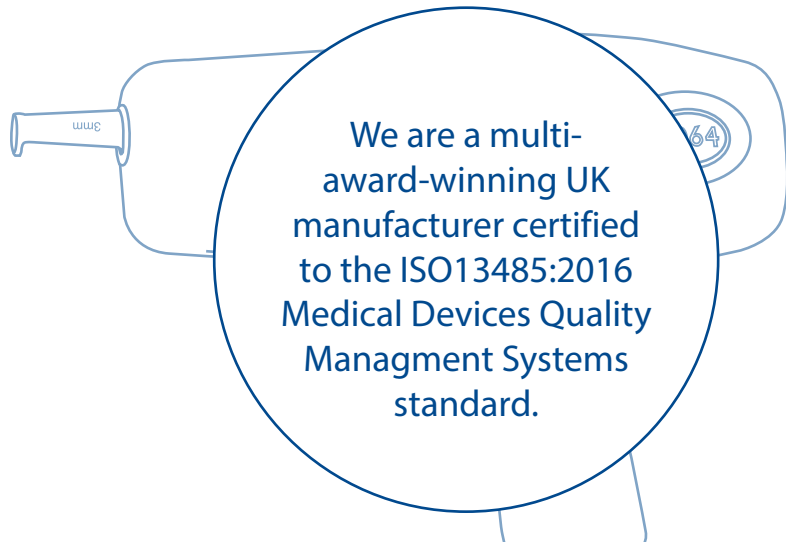 3mm
64
We are a multi-
award-winning UK
manufacturer certified
to the ISO13485:2016
Medical Devices Quality
Managment Systems
standard.